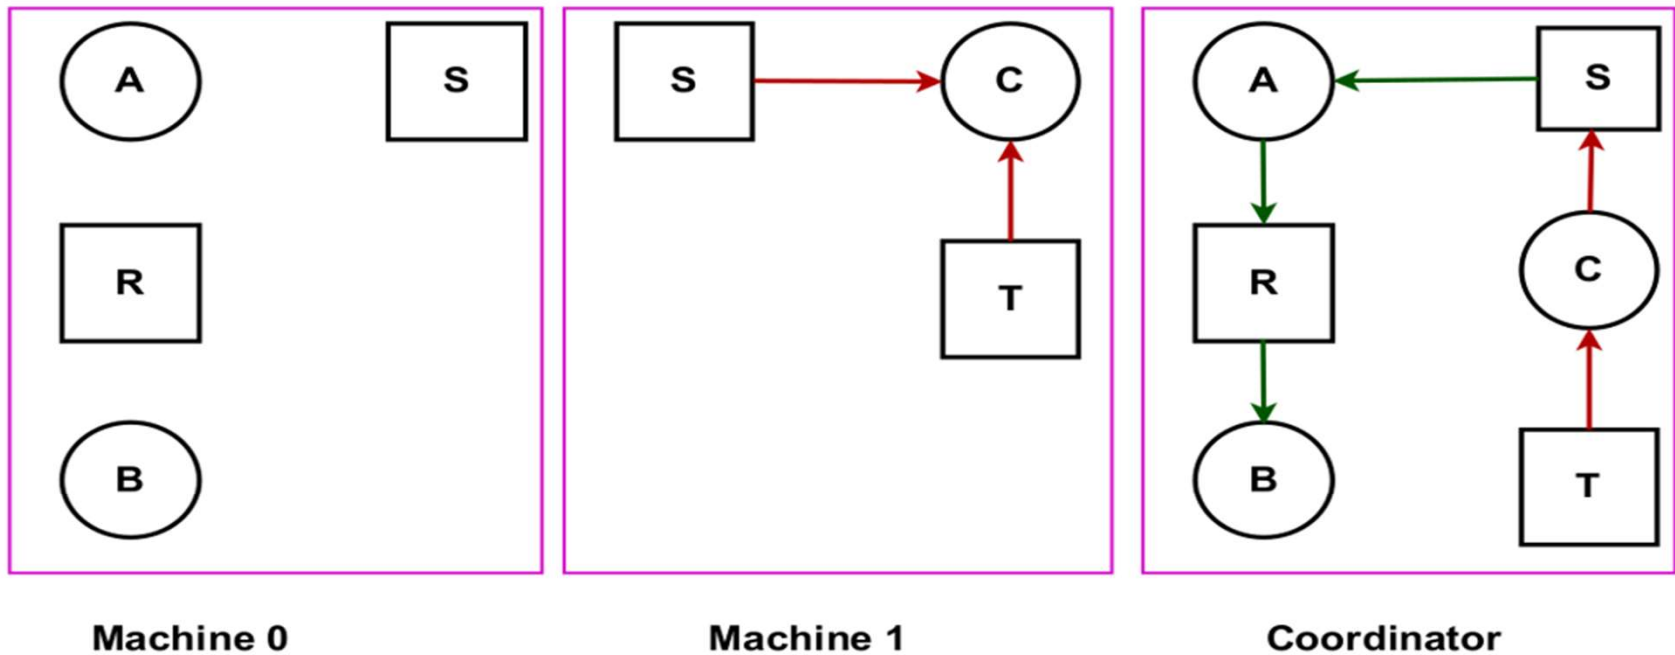 A S
R
B
Machine 0
S C
T
Machine 1
A S
R C
B T
Coordinator